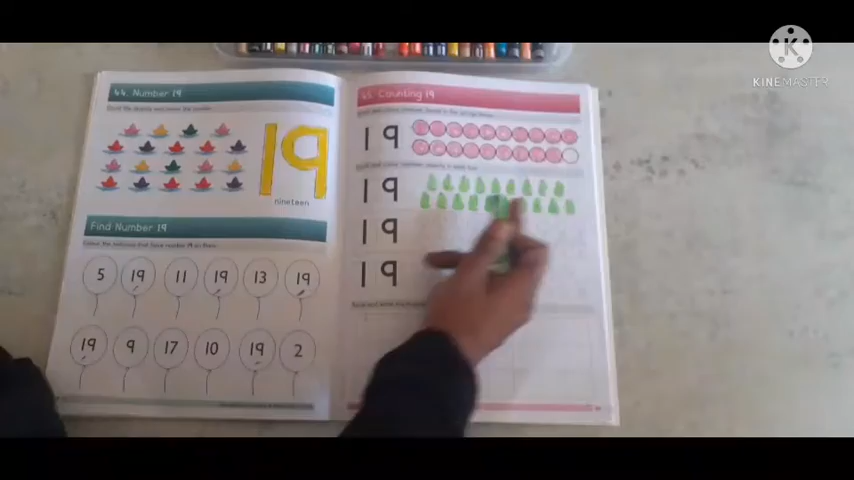 K
KINEMASTER
44. Number 19
19
nineteen
Find Number 19
5 19 11 19 13 19
19 9 17 10 19 2
45. Counting 19
19
19
19
19